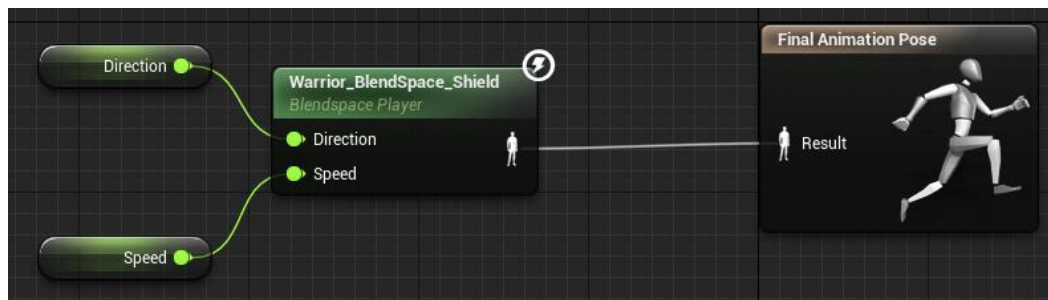 Direction
Speed
Warrior_BlendSpace_Shield
Blendspace Player
Direction
Speed
Final Animation Pose
Result